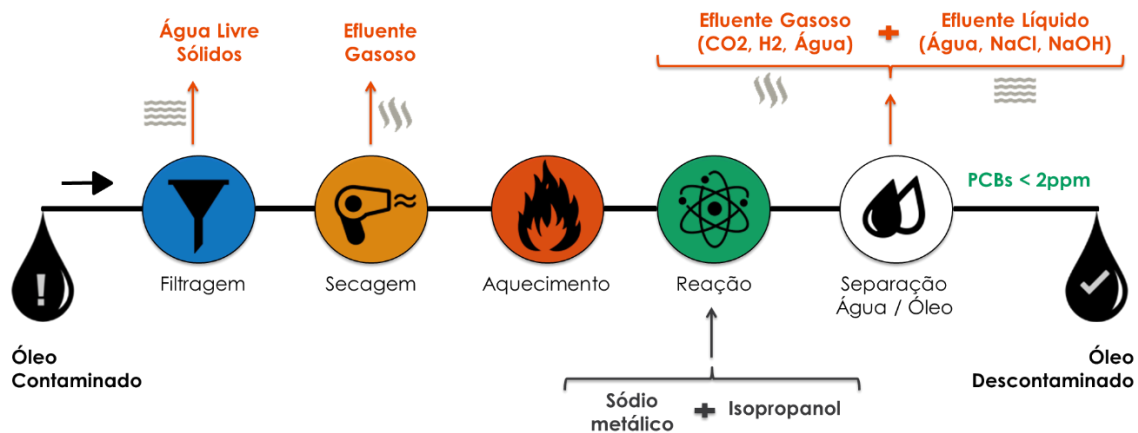 Água Livre
Sólidos
Efluente
Gasoso
Efluente Gasoso
(CO2, H2, Água)
Efluente Líquido
(Água, NaCl, NaOH)
PCBs < 2ppm
Filtragem
Secagem
Aquecimento
Reação
Separação
Água / Óleo
!
Óleo
Contaminado
Óleo
Descontaminado
Sódio
metálico
Isopropanol